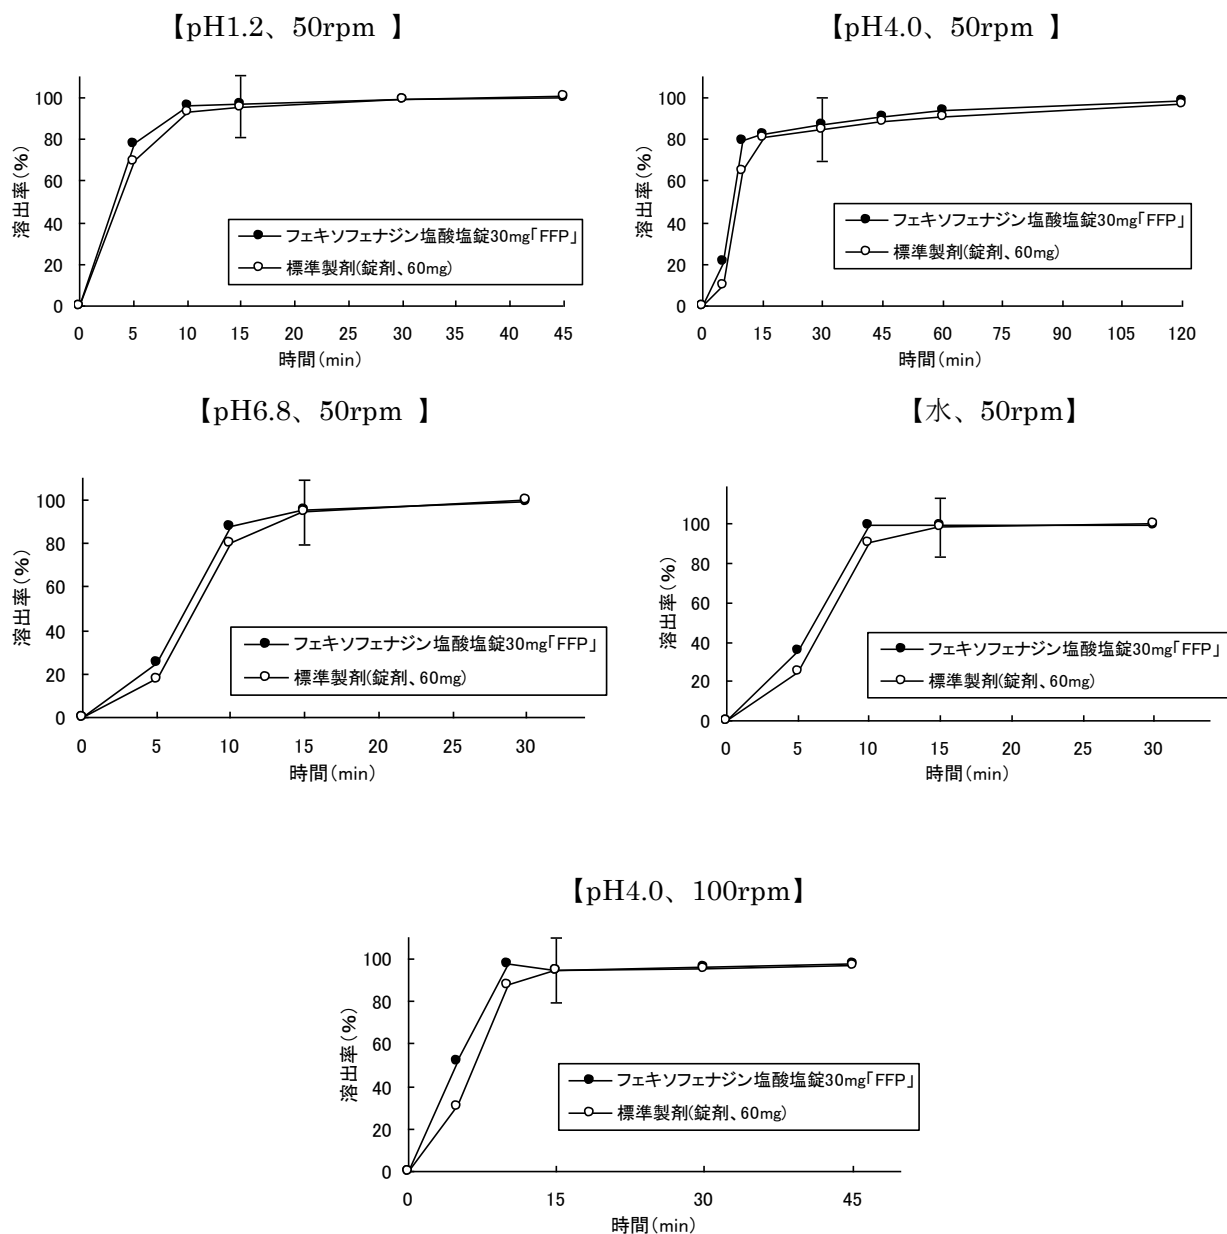 【pH1.2、50rpm 】
溶出率(%)
100
80
60
40
20
0
フェキソフェナジン塩酸塩錠30mg「FFP」
標準製剤(錠剤、60mg)
0 5 10 15 20 25 30 35 40 45
時間(min)
【pH4.0、50rpm 】
溶出率(%)
100
80
60
40
20
0
フェキソフェナジン塩酸塩錠30mg「FFP」
標準製剤(錠剤、60mg)
0 15 30 45 60 75 90 105 120
時間(min)
【pH6.8、50rpm 】
溶出率(%)
100
80
60
40
20
0
フェキソフェナジン塩酸塩錠30mg「FFP」
標準製剤(錠剤、60mg)
0 5 10 15 20 25 30
時間(min)
【水、50rpm】
溶出率(%)
100
80
60
40
20
0
フェキソフェナジン塩酸塩錠30mg「FFP」
標準製剤(錠剤、60mg)
0 5 10 15 20 25 30
時間(min)
【pH4.0、100rpm】
溶出率(%)
100
80
60
40
20
0
フェキソフェナジン塩酸塩錠30mg「FFP」
標準製剤(錠剤、60mg)
0 15 30 45
時間(min)